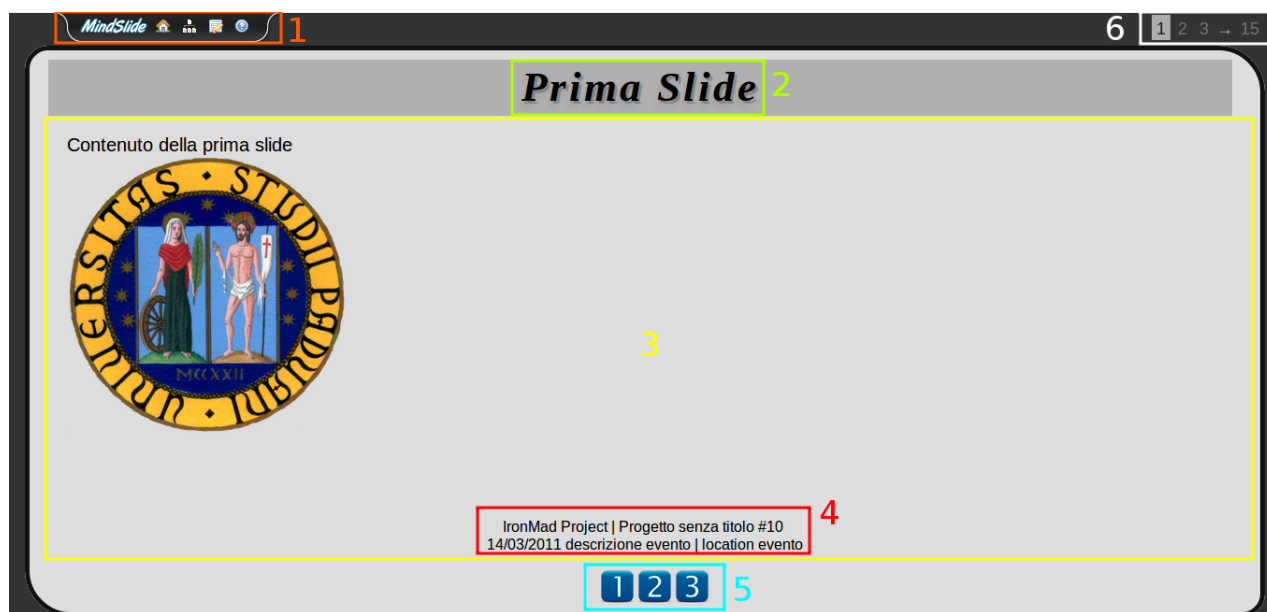 MindSlide 1
6 1 2 3 → 15
Prima Slide 2
Contenuto della prima slide
UNIVERSITAS STUDII PADUANI
MCCXXII
3
IronMad Project | Progetto senza titolo #10
14/03/2011 descrizione evento | location evento
4
1 2 3 5